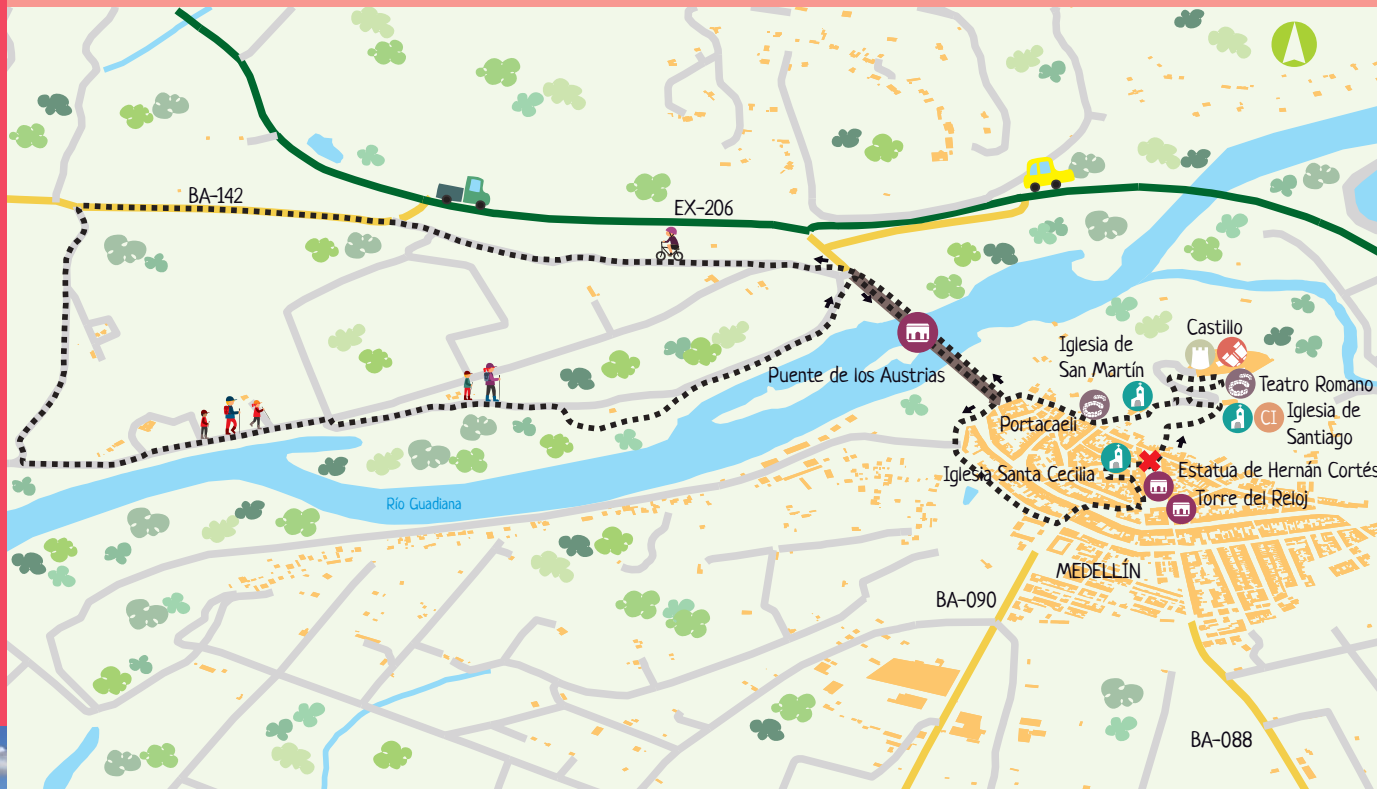 BA-142
EX-206
Castillo
Iglesia de
San Martín
Puente de los Austrias
Teatro Romano
CI
Iglesia de
Santiago
Portacaeli
Iglesia Santa Cecilia
Estatua de Hernán Cortés
Torre del Reloj
Río Guadiana
MEDELLÍN
BA-090
BA-088